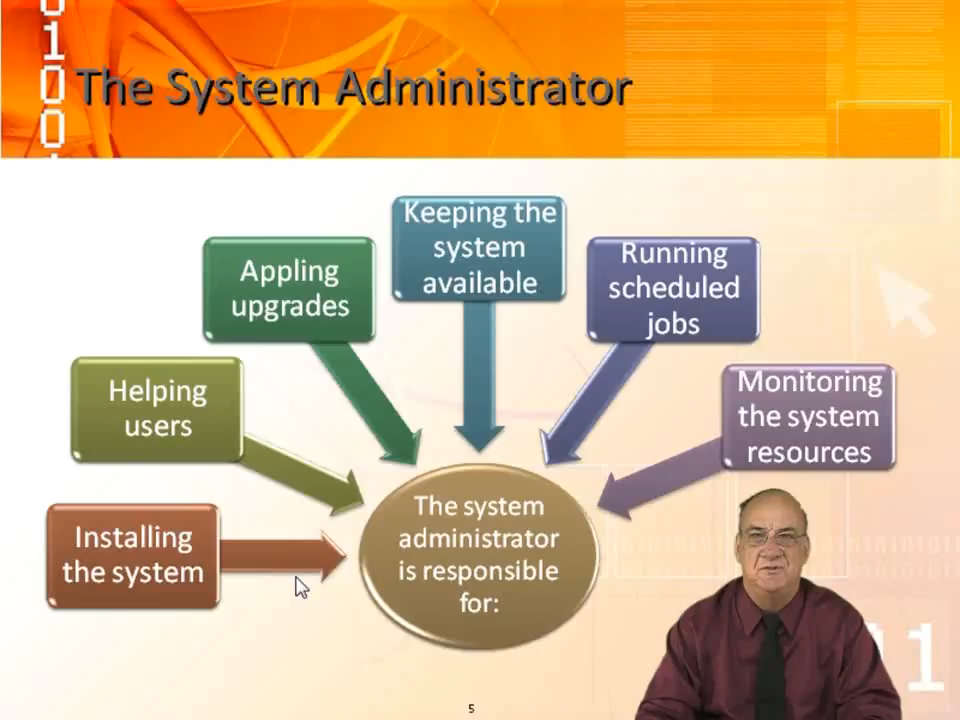 The System Administrator
Keeping the
system
available
Appling
upgrades
Running
scheduled
jobs
Helping
users
Monitoring
the system
resources
Installing
the system
The system
administrator
is responsible
for:
5